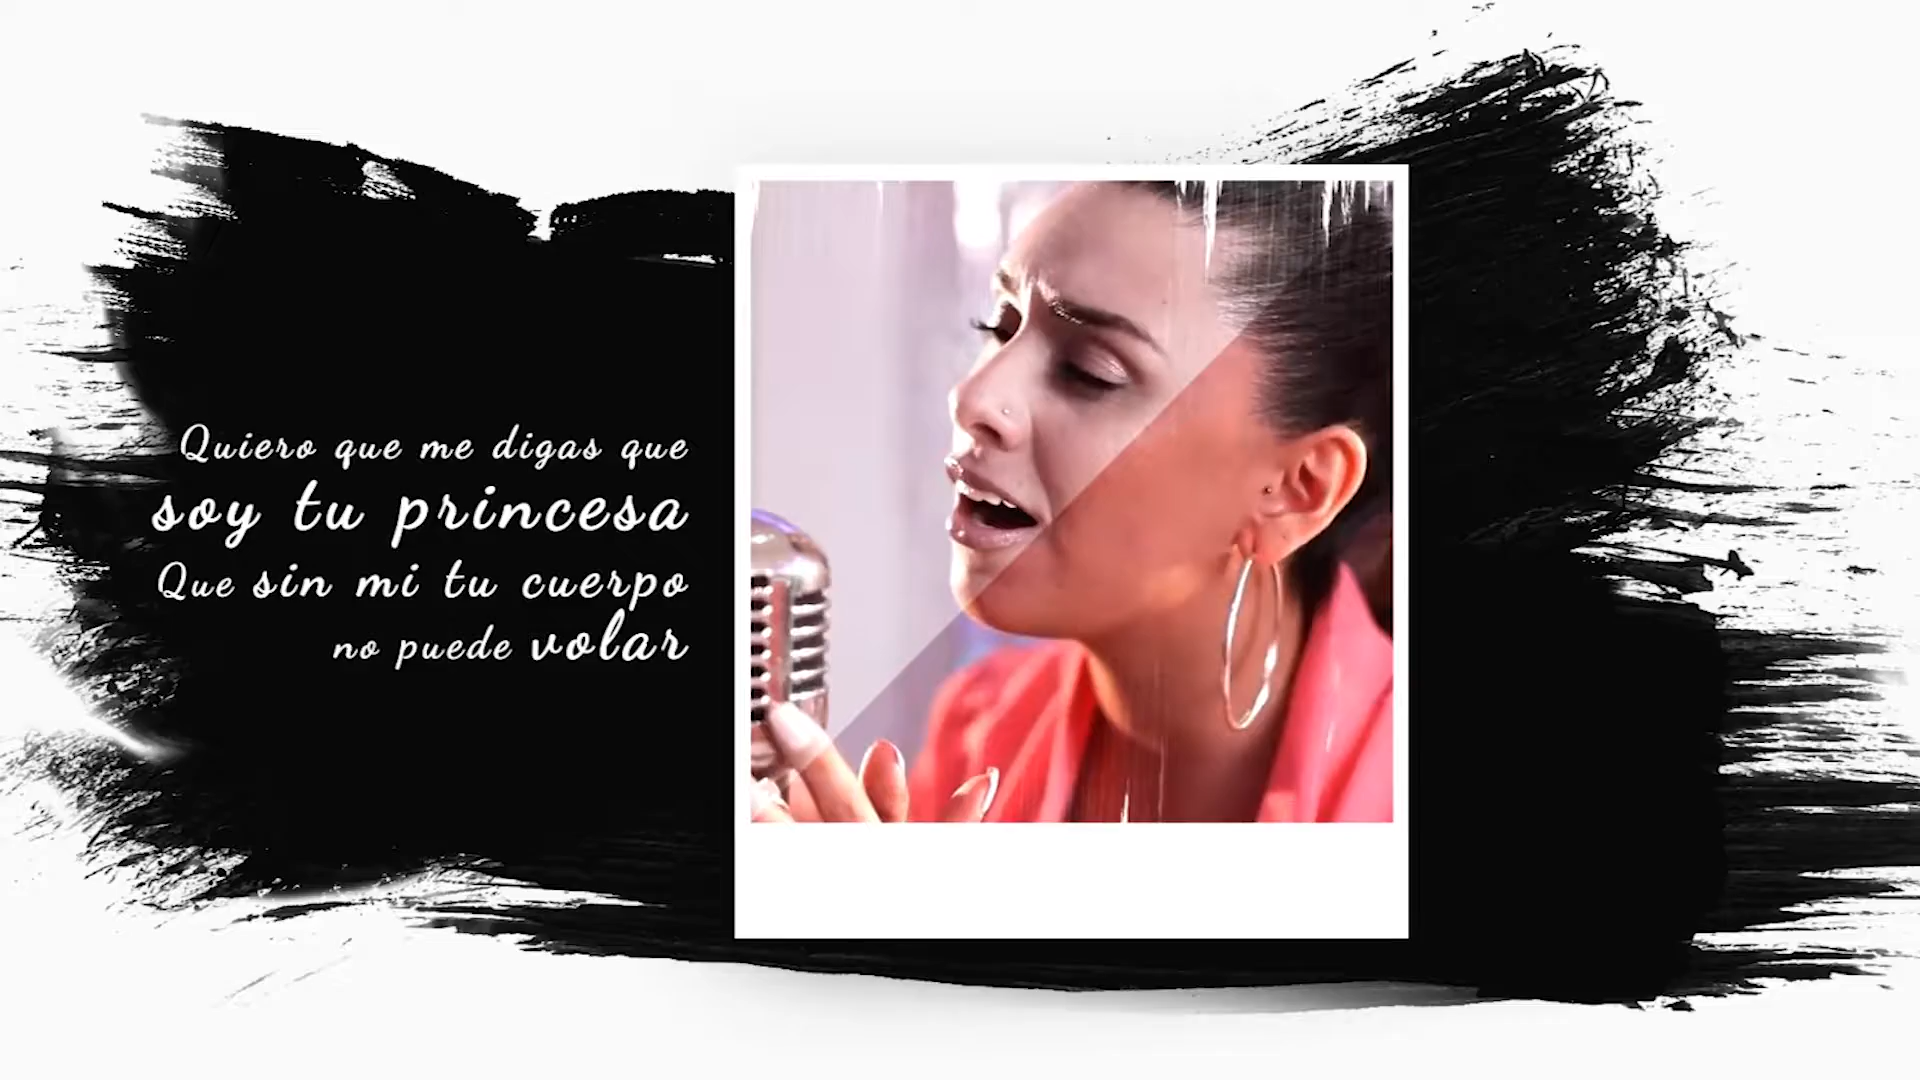 Quiero que me digas que
soy tu princesa
Que sin mi tu cuerpo
no puede volar